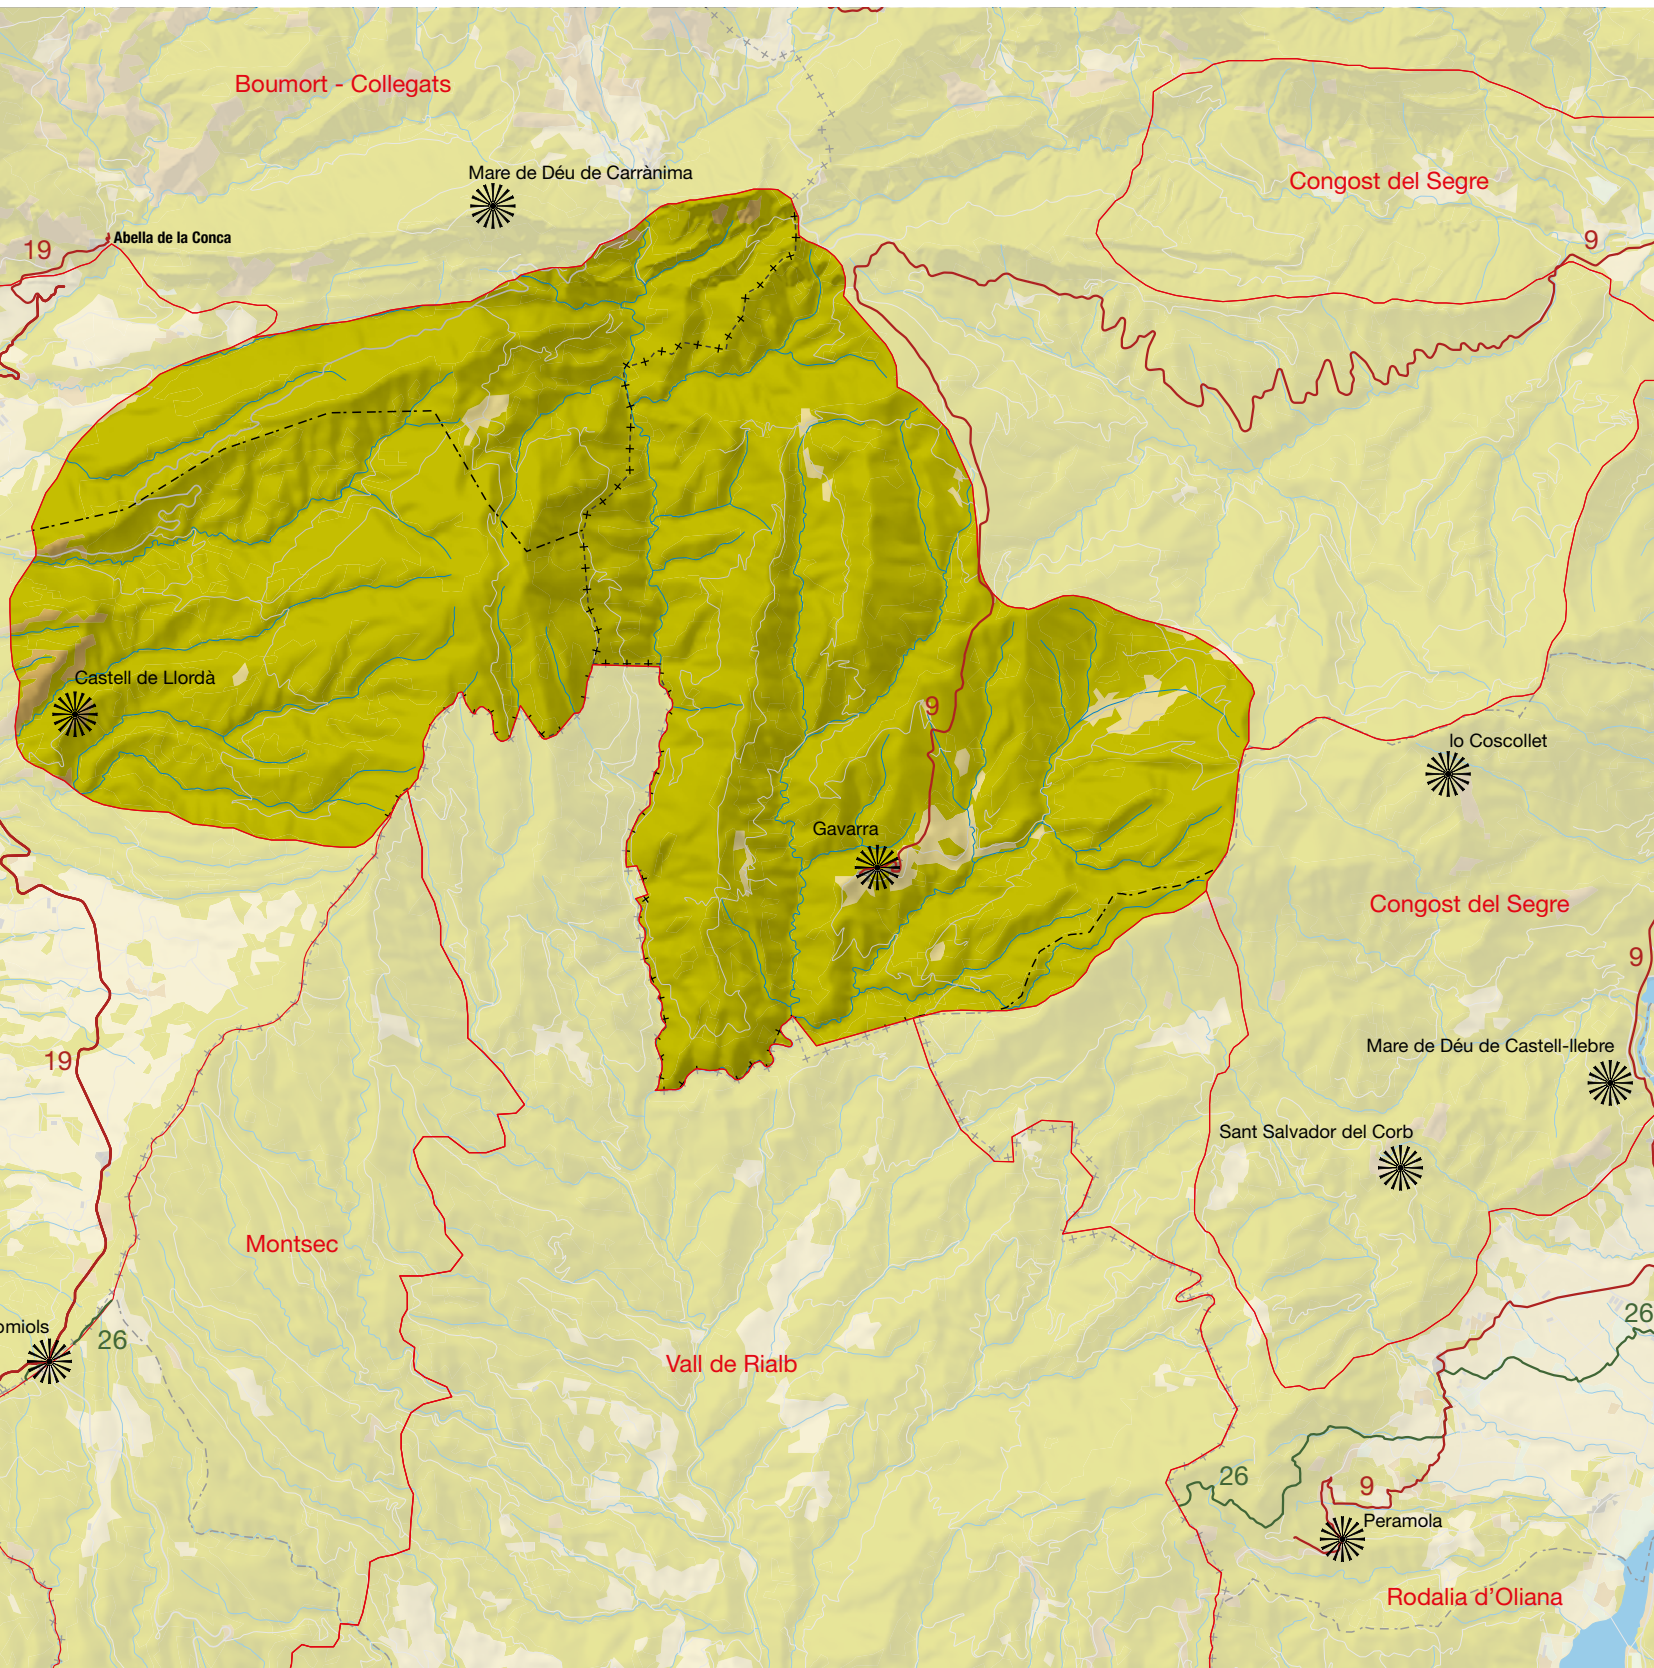 Boumort - Collegats
Mare de Déu de Carrànima
Congost del Segre
Abella de la Conca
19
9
Castell de Llordà
9
lo Coscollet
Gavarra
Congost del Segre
9
Mare de Déu de Castell-llebre
19
Sant Salvador del Corb
Montsec
omiols
26
26
Vall de Rialb
26
9
Peramola
Rodalia d'Oliana